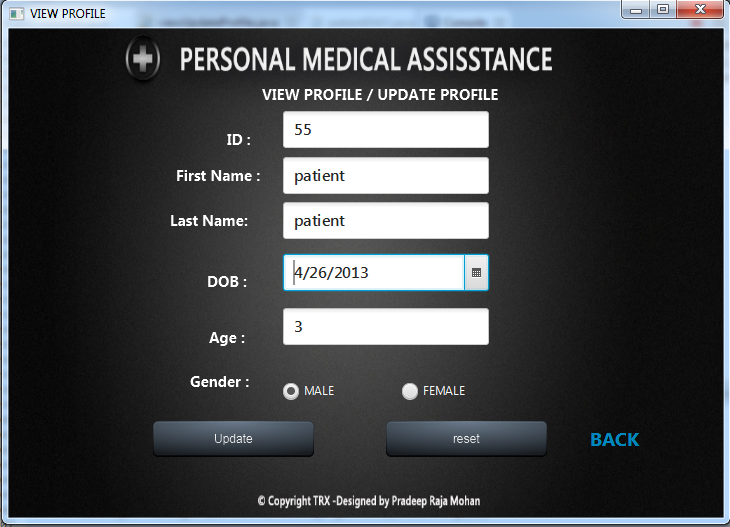 VIEW PROFILE
PERSONAL MEDICAL ASSISSTANCE
VIEW PROFILE / UPDATE PROFILE
ID : 55
First Name : patient
Last Name: patient
DOB : 4/26/2013
Age : 3
Gender : MALE FEMALE
Update reset BACK
© Copyright TRX -Designed by Pradeep Raja Mohan